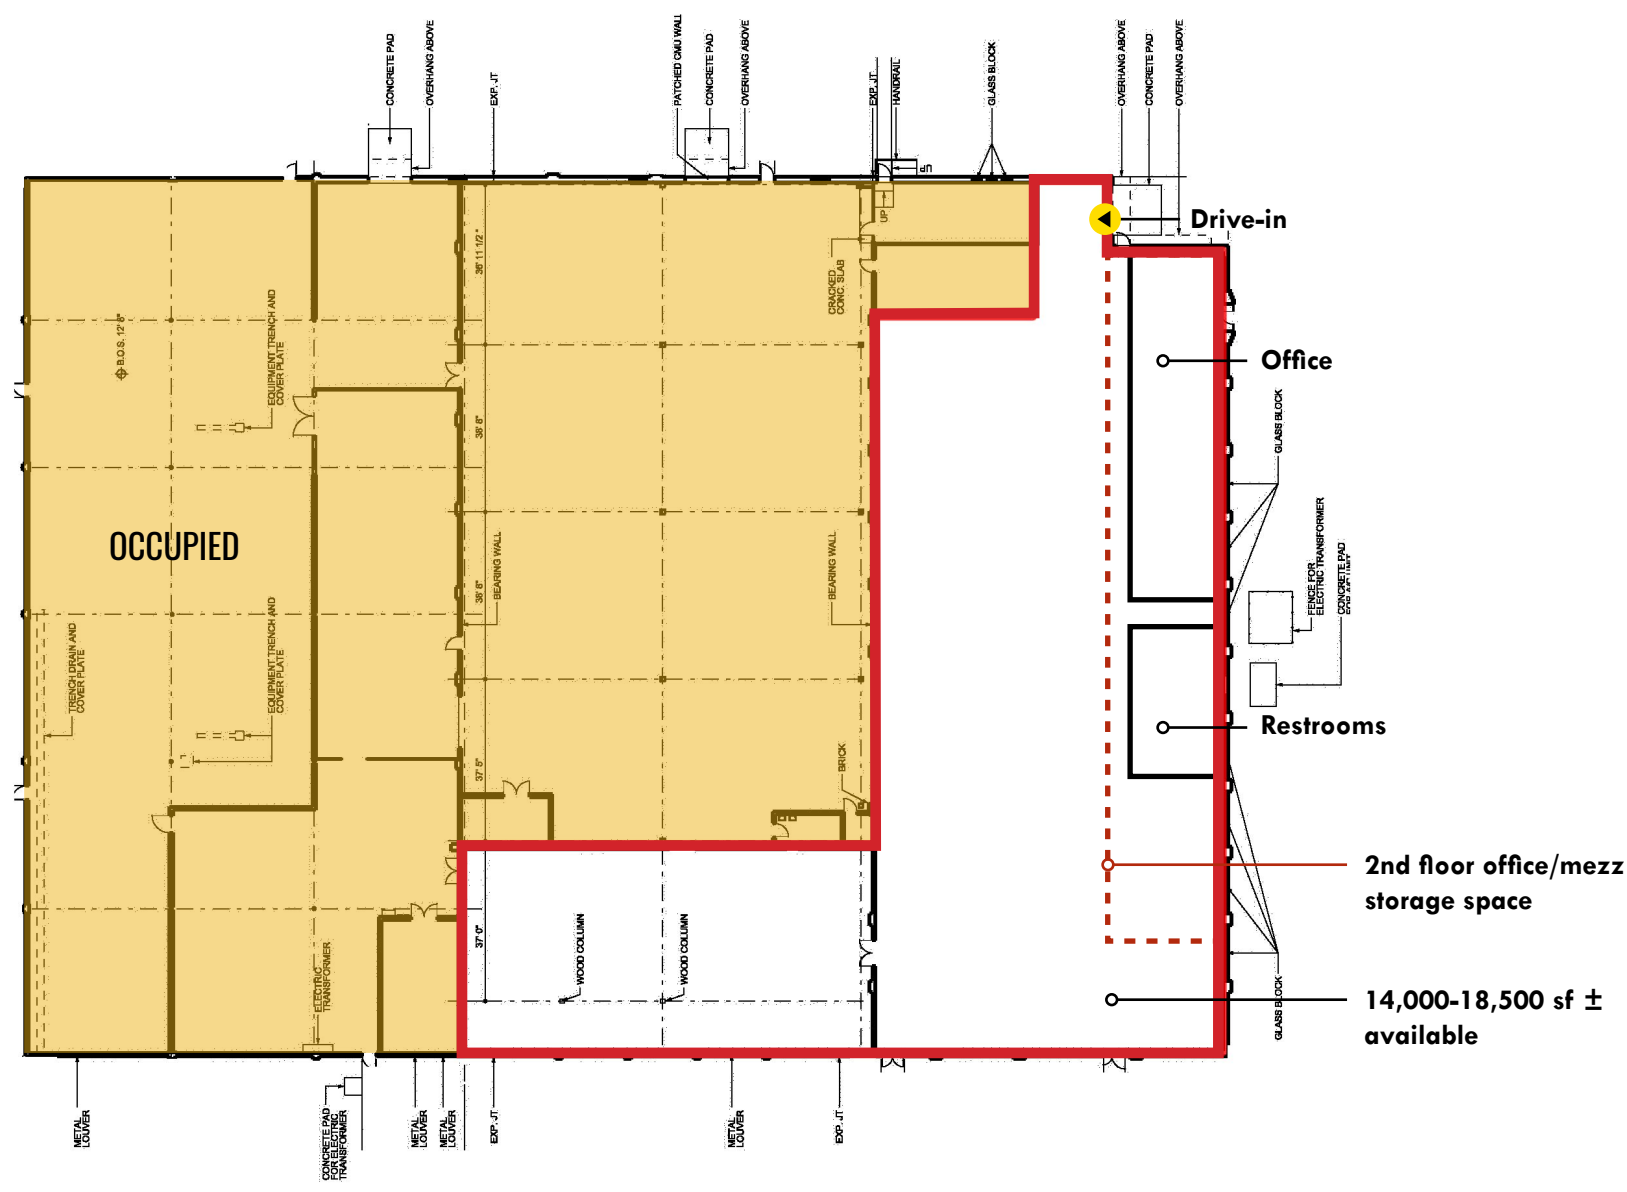 CONCRETE PAD
OVERHANG ABOVE
EXP. JT
PATCHED CMU WALL
CONCRETE PAD
OVERHANG ABOVE
EXP. JT
HANDRAIL
GLASS BLOCK
OVERHANG ABOVE
CONCRETE PAD
OVERHANG ABOVE
UP
UP
Drive-in
36' 11 1/2"
CRACKED
CONC. SLAB
B.O.S. 12' 8"
EQUIPMENT TRENCH AND
COVER PLATE
Office
38' 8"
GLASS BLOCK
OCCUPIED
BEARING WALL
BEARING WALL
38' 8"
FENCE FOR
ELECTRIC TRANSFORMER
CONCRETE PAD
TRENCH DRAIN AND
COVER PLATE
EQUIPMENT TRENCH AND
COVER PLATE
Restrooms
37' 5"
BRICK
2nd floor office/mezz
storage space
37' 0"
WOOD COLUMN
WOOD COLUMN
ELECTRIC
TRANSFORMER
14,000-18,500 sf ±
available
GLASS BLOCK
METAL
LOUVER
CONCRETE PAD
FOR ELECTRIC
TRANSFORMER
METAL
LOUVER
METAL
LOUVER
EXP. JT
METAL
LOUVER
EXP. JT